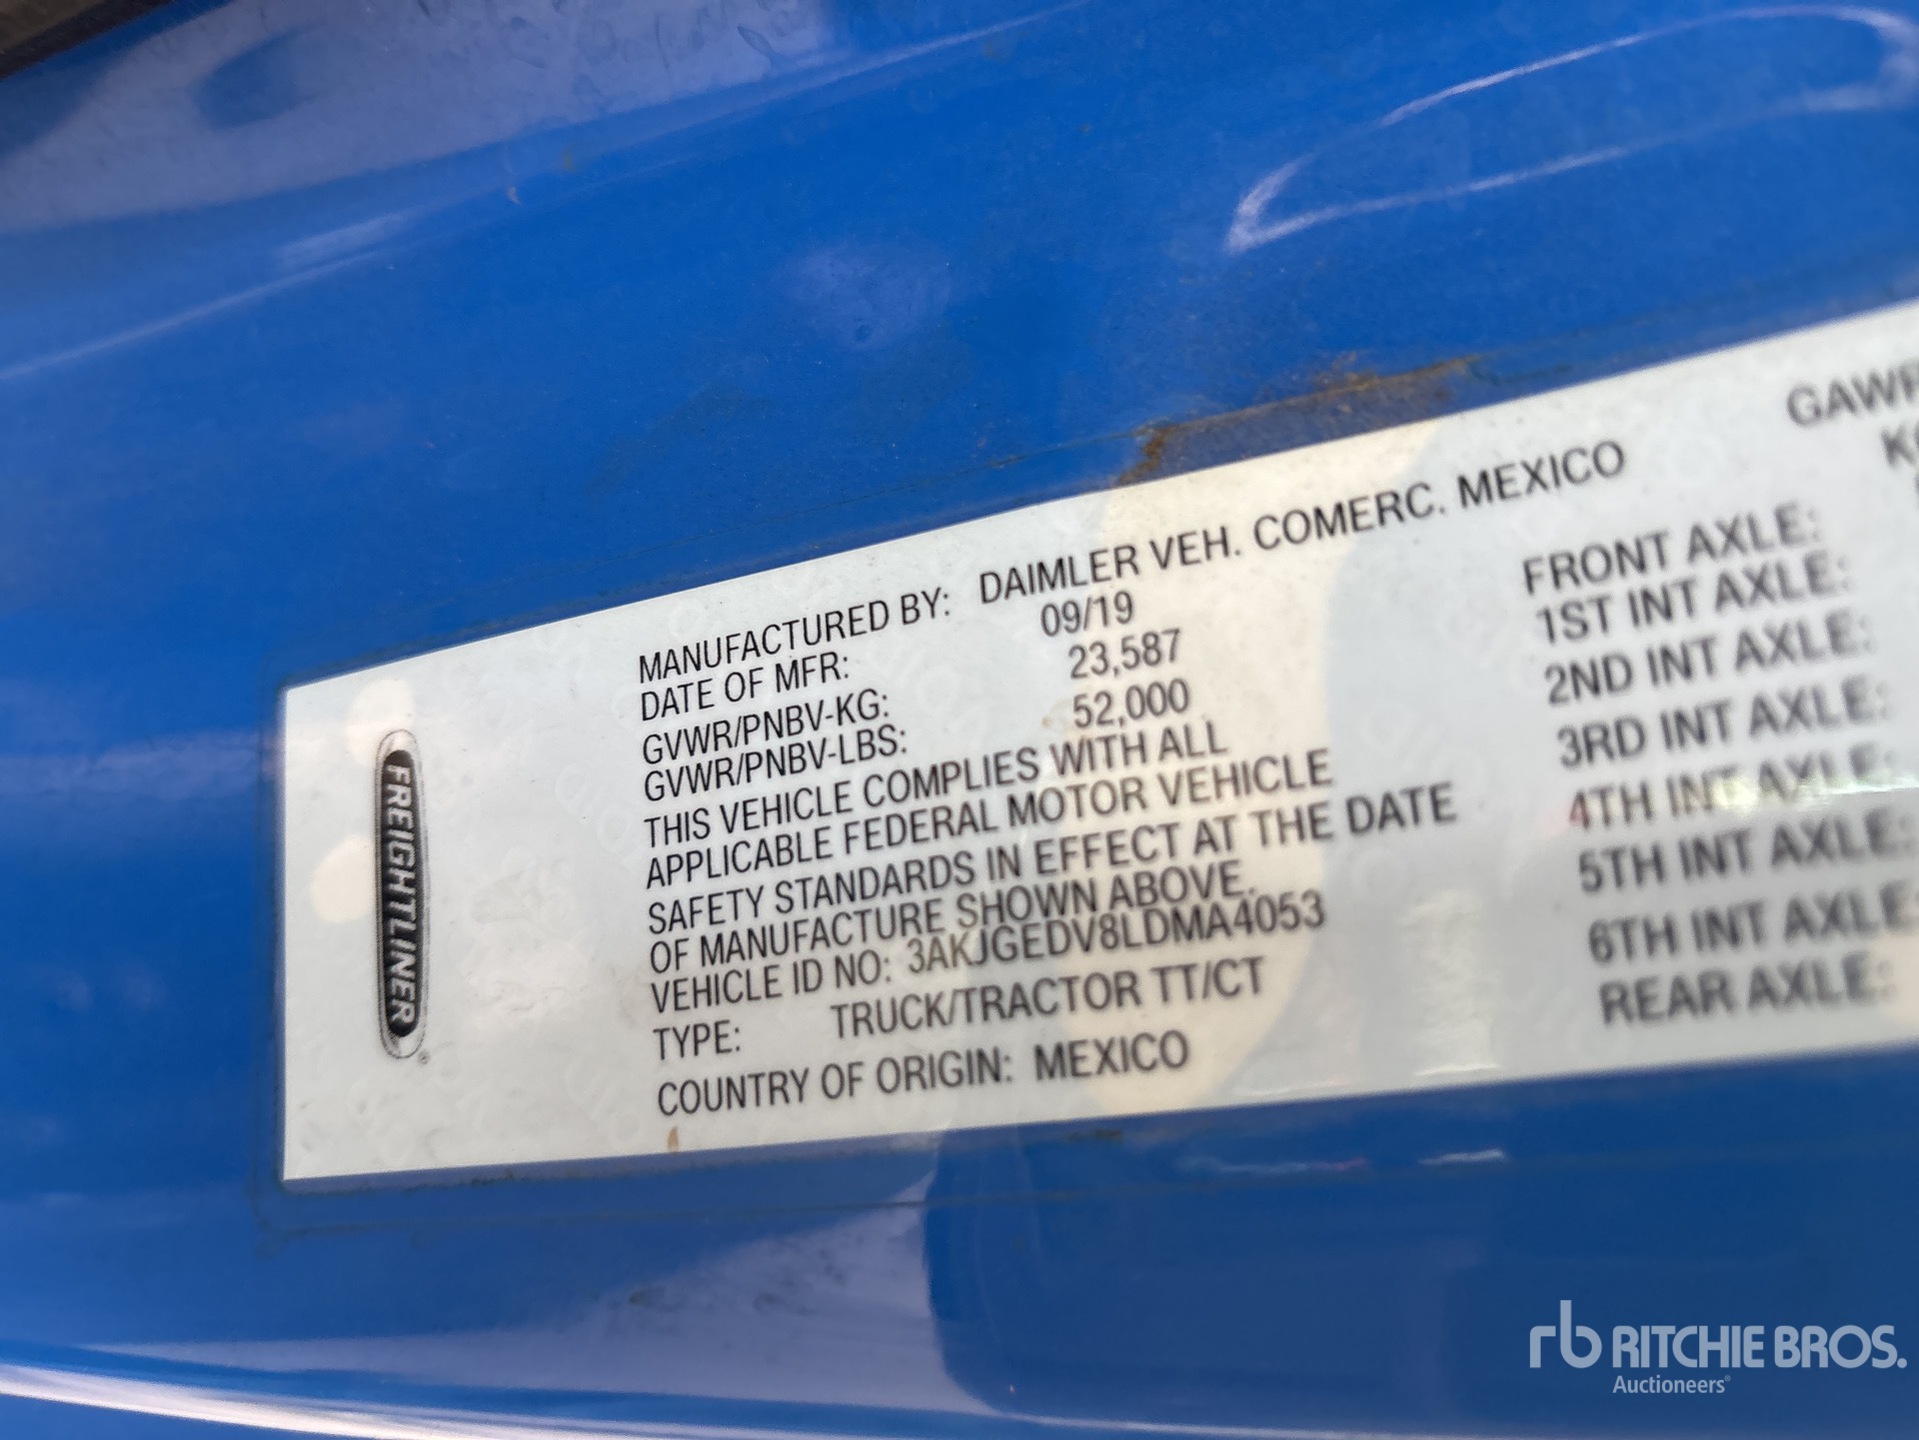 FREIGHTLINER
MANUFACTURED BY: DAIMLER VEH. COMERC. MEXICO
DATE OF MFR: 09/19
GVWR/PNBV-KG: 23,587
GVWR/PNBV-LBS: 52,000
THIS VEHICLE COMPLIES WITH ALL
APPLICABLE FEDERAL MOTOR VEHICLE
SAFETY STANDARDS IN EFFECT AT THE DATE
OF MANUFACTURE SHOWN ABOVE.
VEHICLE ID NO: 3AKJGEDV8LDMA4053
TYPE: TRUCK/TRACTOR TT/CT
COUNTRY OF ORIGIN: MEXICO
FRONT AXLE:
1ST INT AXLE:
2ND INT AXLE:
3RD INT AXLE:
4TH INT AXLE:
5TH INT AXLE:
6TH INT AXLE:
REAR AXLE:
rb RITCHIE BROS.
Auctioneers